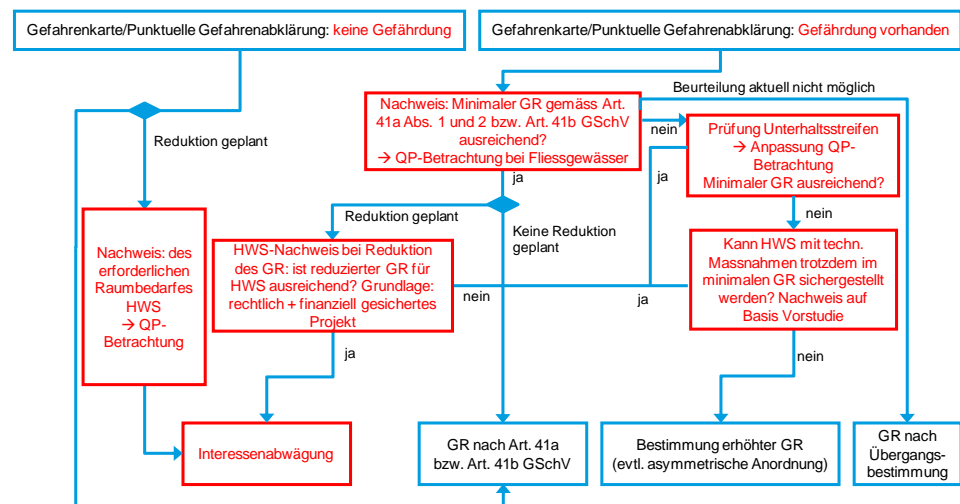 Gefahrenkarte/Punktuelle Gefahrenabklärung: keine Gefährdung
Gefahrenkarte/Punktuelle Gefahrenabklärung: Gefährdung vorhanden
Beurteilung aktuell nicht möglich
Reduktion geplant
Nachweis: Minimaler GR gemäss Art.
41a Abs. 1 und 2 bzw. Art. 41b GSchV
ausreichend?
→ QP-Betrachtung bei Fliessgewässer
nein
Prüfung Unterhaltsstreifen
→ Anpassung QP-
Betrachtung
Minimaler GR ausreichend?
ja
ja
nein
Reduktion geplant
Keine Reduktion
geplant
Nachweis: des
erforderlichen
Raumbedarfes
HWS
→ QP-
Betrachtung
HWS-Nachweis bei Reduktion
des GR: ist reduzierter GR für
HWS ausreichend? Grundlage:
rechtlich + finanziell gesichertes
Projekt
nein
ja
Kann HWS mit techn.
Massnahmen trotzdem im
minimalen GR sichergestellt
werden? Nachweis auf
Basis Vorstudie
ja
nein
Interessenabwägung
GR nach Art. 41a
bzw. Art. 41b GSchV
Bestimmung erhöhter GR
(evtl. asymmetrische Anordnung)
GR nach
Übergangs-
bestimmung